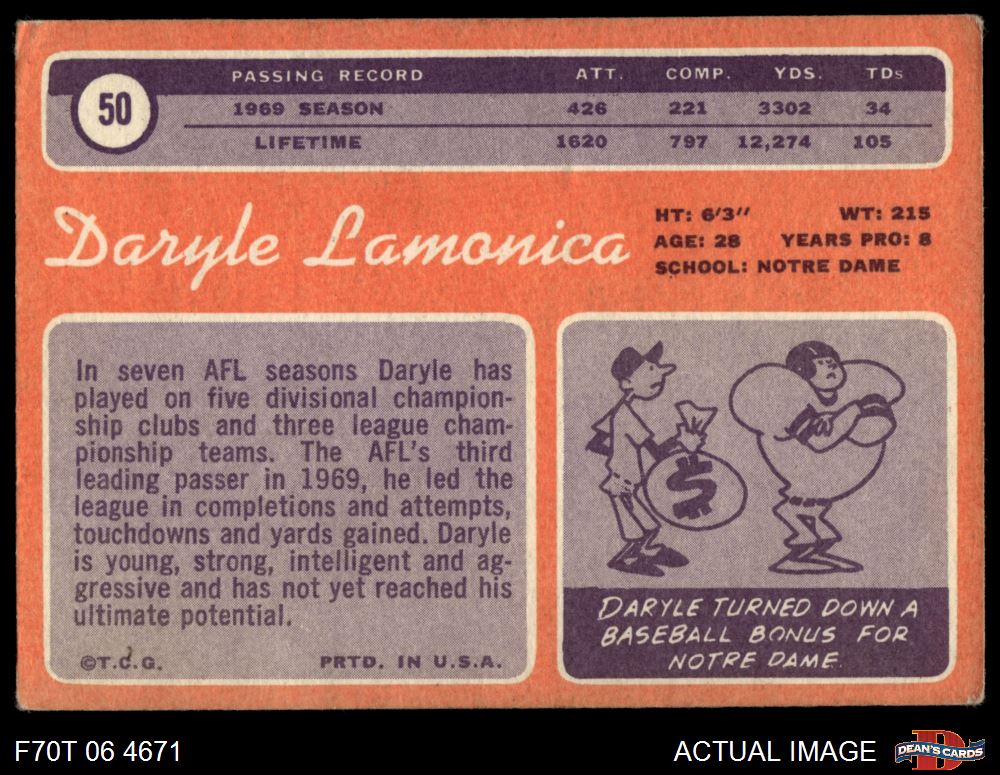 50
PASSING RECORD ATT. COMP. YDS. TDs
1969 SEASON 426 221 3302 34
LIFETIME 1620 797 12,274 105
Daryle Lamonica
HT: 6'3" WT: 215
AGE: 28 YEARS PRO: 8
SCHOOL: NOTRE DAME
In seven AFL seasons Daryle has
played on five divisional champion-
ship clubs and three league cham-
pionship teams. The AFL's third
leading passer in 1969, he led the
league in completions and attempts,
touchdowns and yards gained. Daryle
is young, strong, intelligent and ag-
gressive and has not yet reached his
ultimate potential.
©T.C.G. PRTD. IN U.S.A.
$
DARYLE TURNED DOWN A
BASEBALL BONUS FOR
NOTRE DAME.
F70T 06 4671
ACTUAL IMAGE
D
DEAN'S CARDS